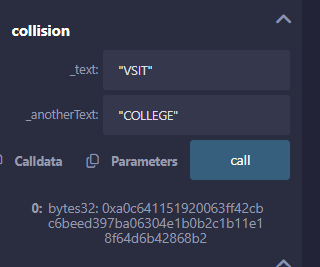 collision
_text: "VSIT"
_anotherText: "COLLEGE"
Calldata Parameters call
0: bytes32: 0xa0c641151920063ff42cb
c6beed397ba06304e1b0b2c1b11e1
8f64d6b42868b2